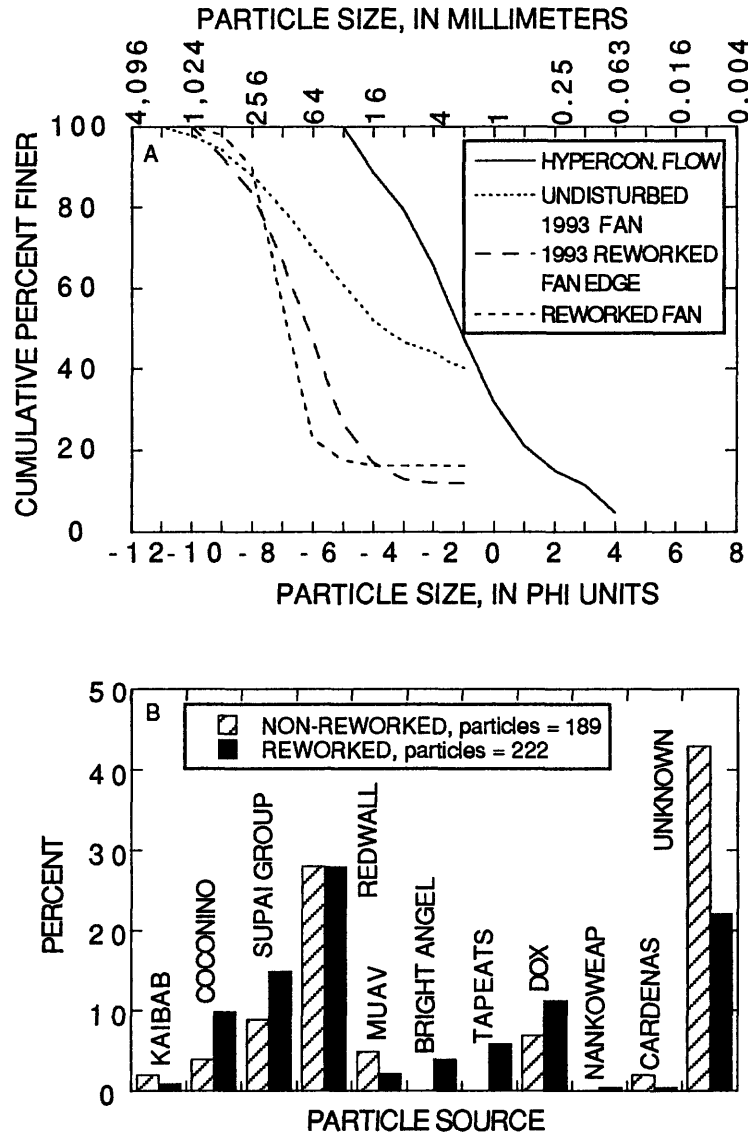 PARTICLE SIZE, IN MILLIMETERS
4,096
1,024
256
64
16
4
1
0.25
0.063
0.016
0.004
100
80
60
40
20
0
CUMULATIVE PERCENT FINER
A
HYPERCON. FLOW
UNDISTURBED
1993 FAN
1993 REWORKED
FAN EDGE
REWORKED FAN
-12 -10 -8 -6 -4 -2 0 2 4 6 8
PARTICLE SIZE, IN PHI UNITS
50
40
30
20
10
0
PERCENT
B
NON-REWORKED, particles = 189
REWORKED, particles = 222
KAIBAB
COCONINO
SUPAI GROUP
REDWALL
MUAV
BRIGHT ANGEL
TAPEATS
DOX
NANKOWEAP
CARDENAS
UNKNOWN
PARTICLE SOURCE